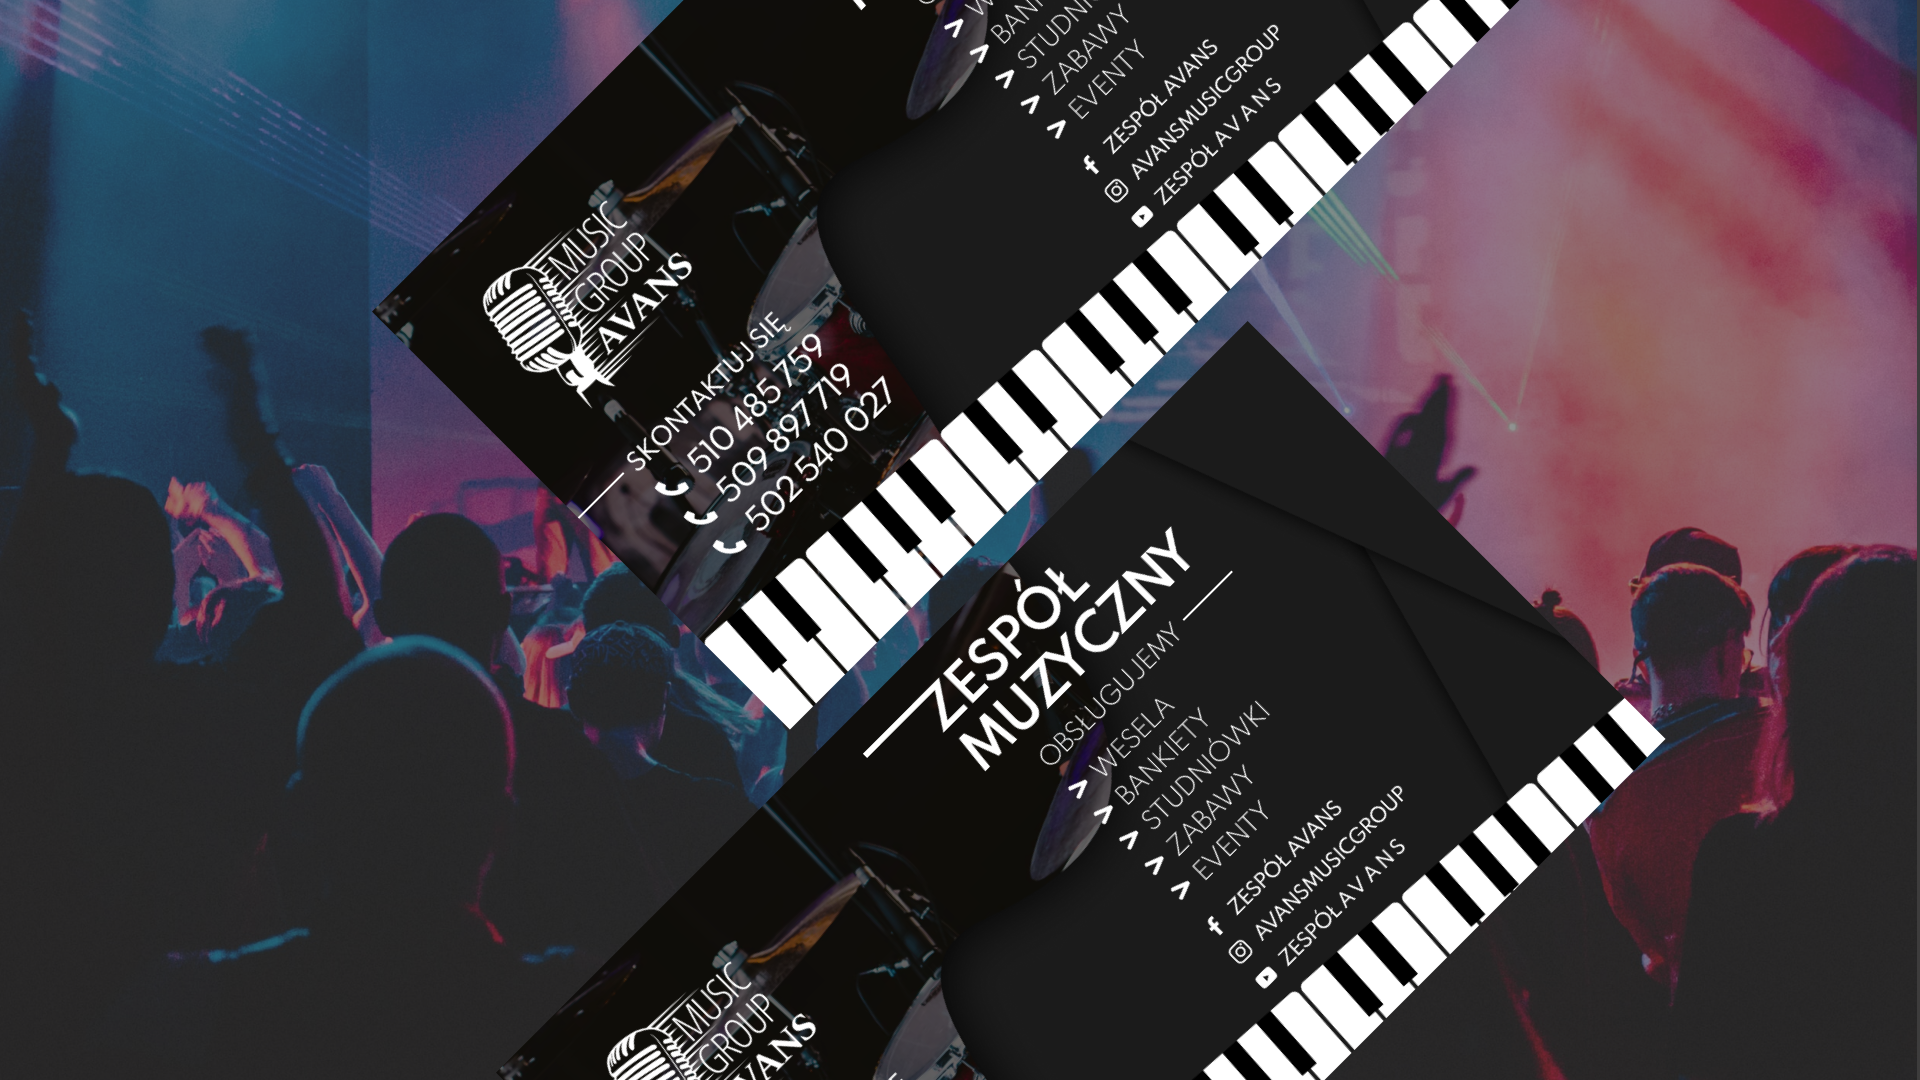 BANKIETY
STUDNIÓWKI
> ZABAWY
> EVENTY
ZESPÓŁ AVANS
AVANSMUSICGROUP
ZESPÓŁ AVANS
MUSIC
GROUP
AVANS
SKONTAKTUJ SIĘ
510 485 759
509 897 719
502 540 027
ZESPÓŁ
MUZYCZNY
OBSŁUGUJEMY
> WESELA
> BANKIETY
> STUDNIÓWKI
> ZABAWY
> EVENTY
ZESPÓŁ AVANS
AVANSMUSICGROUP
ZESPÓŁ AVANS
MUSIC
GROUP
AVANS